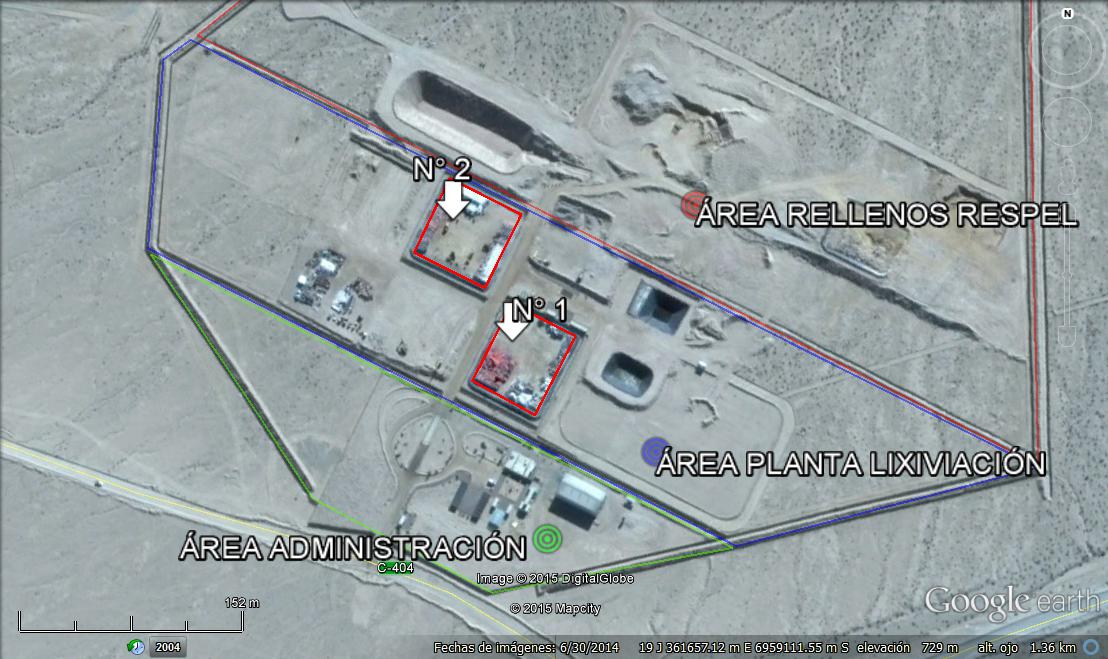 N
N° 2
ÁREA RELLENOS RESPEL
N° 1
ÁREA PLANTA LIXIVIACIÓN
ÁREA ADMINISTRACIÓN
C-404
Image © 2015 DigitalGlobe
© 2015 Mapcity
152 m
Google earth
2004
Fechas de imágenes: 6/30/2014 19 J 361657.12 m E 6959111.55 m S elevación 729 m alt. ojo 1.36 km